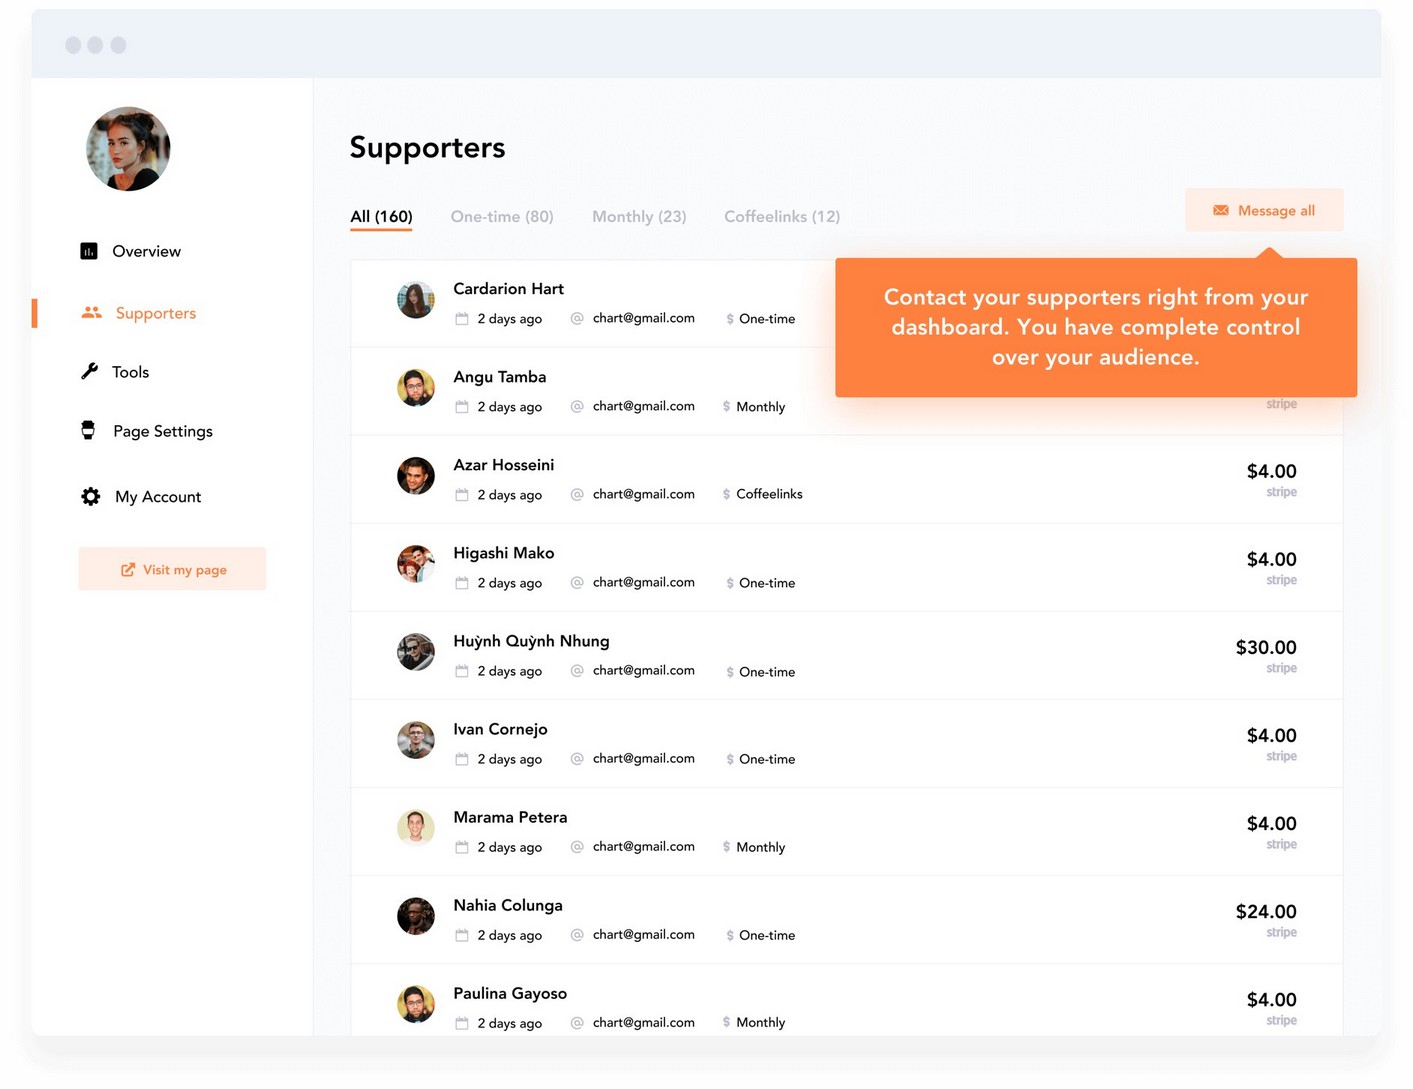 Supporters
All (160) One-time (80) Monthly (23) Coffeelinks (12)
Message all
Contact your supporters right from your
dashboard. You have complete control
over your audience.
Overview
Supporters
Tools
Page Settings
My Account
Visit my page
Cardarion Hart
2 days ago @ chart@gmail.com $ One-time
Angu Tamba
2 days ago @ chart@gmail.com $ Monthly
stripe
Azar Hosseini
2 days ago @ chart@gmail.com $ Coffeelinks
$4.00
stripe
Higashi Mako
2 days ago @ chart@gmail.com $ One-time
$4.00
stripe
Huỳnh Quỳnh Nhung
2 days ago @ chart@gmail.com $ One-time
$30.00
stripe
Ivan Cornejo
2 days ago @ chart@gmail.com $ One-time
$4.00
stripe
Marama Petera
2 days ago @ chart@gmail.com $ Monthly
$4.00
stripe
Nahia Colunga
2 days ago @ chart@gmail.com $ One-time
$24.00
stripe
Paulina Gayoso
2 days ago @ chart@gmail.com $ Monthly
$4.00
stripe